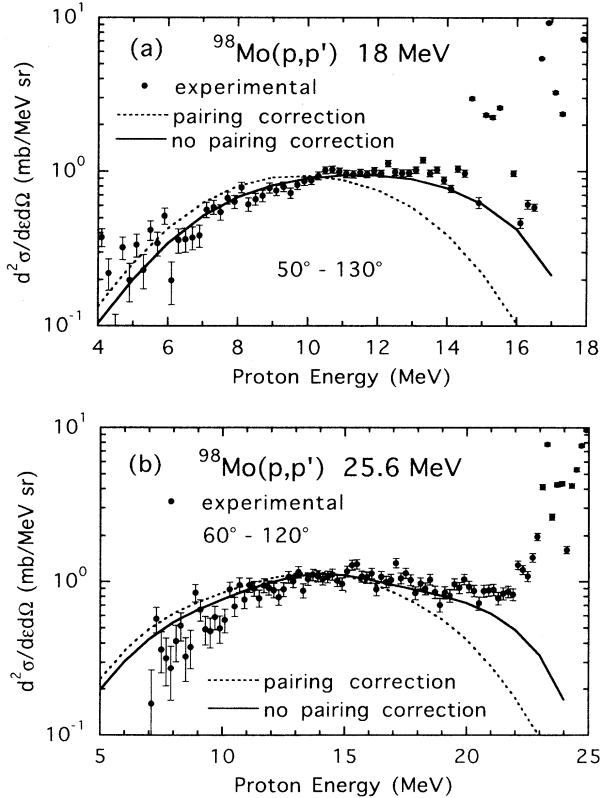 10¹
(a) ⁹⁸Mo(p,p') 18 MeV
experimental
pairing correction
no pairing correction
d²σ/dεdΩ (mb/MeV sr)
10⁰
50° - 130°
10⁻¹
4 6 8 10 12 14 16 18
Proton Energy (MeV)
10¹
(b) ⁹⁸Mo(p,p') 25.6 MeV
experimental
60° - 120°
d²σ/dεdΩ (mb/MeV sr)
10⁰
pairing correction
no pairing correction
10⁻¹
5 10 15 20 25
Proton Energy (MeV)